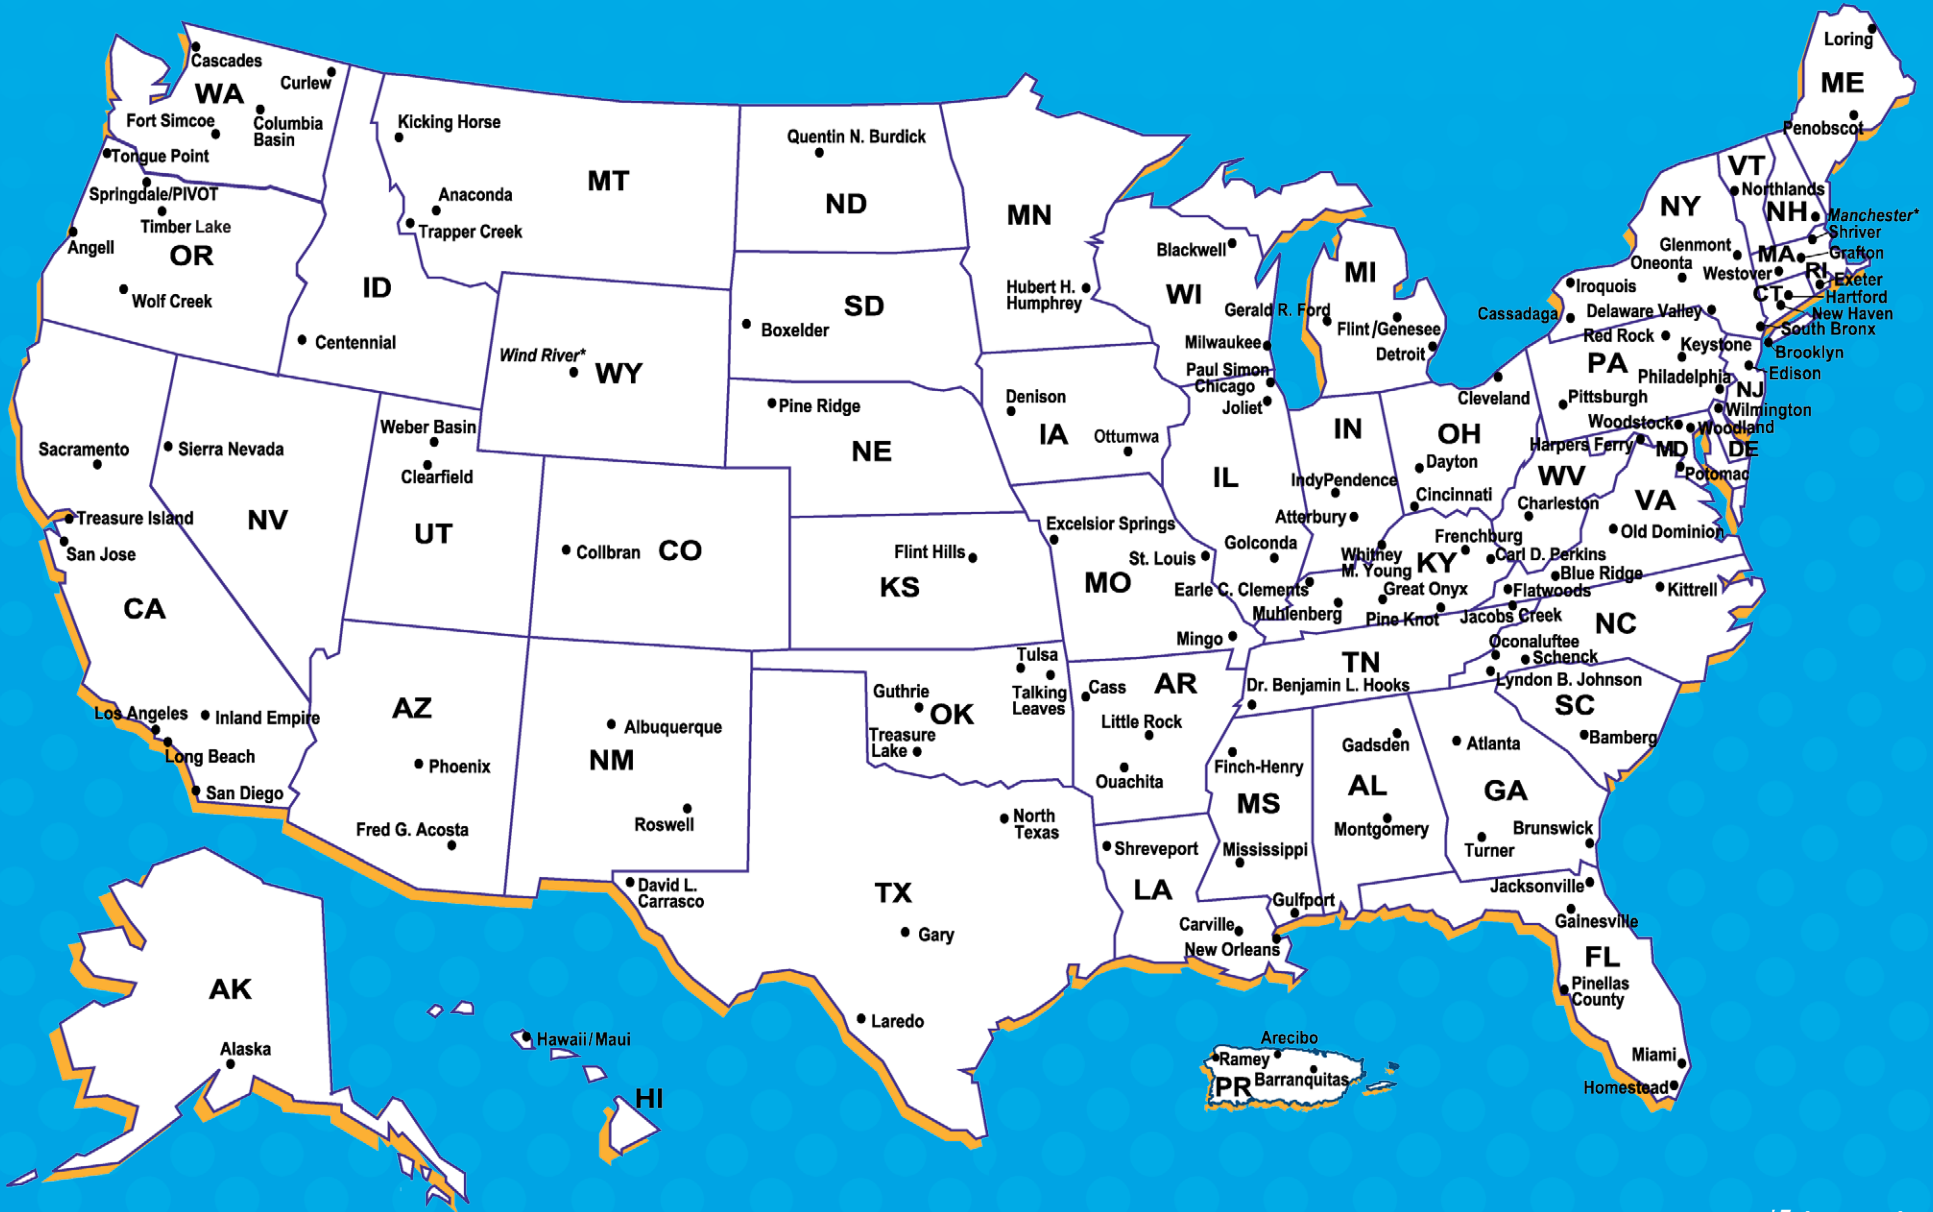 Loring
ME
Penobscot
Cascades
Curlew
WA
Fort Simcoe
Columbia
Basin
Tongue Point
Springdale/PIVOT
Timber Lake
Angell
OR
Wolf Creek
Kicking Horse
MT
Anaconda
Trapper Creek
ID
Centennial
Quentin N. Burdick
ND
MN
Hubert H.
Humphrey
SD
Boxelder
Wind River*
WY
Blackwell
WI
Milwaukee
MI
Gerald R. Ford
Flint/Genesee
Detroit
VT
Northlands
NH
Manchester*
Shriver
NY
Glenmont
MA
Grafton
Oneonta
Westover
RI
Exeter
Iroquois
CT
Hartford
Cassadaga
Delaware Valley
New Haven
South Bronx
Red Rock
Keystone
Brooklyn
PA
Philadelphia
Edison
NJ
Pittsburgh
Wilmington
Woodstock
Woodland
Harpers Ferry
MD
DE
Potomac
Paul Simon
Chicago
Joliet
Cleveland
Denison
IA
Ottumwa
Pine Ridge
NE
IN
OH
Dayton
IndyPendence
Cincinnati
Atterbury
IL
Golconda
WV
Charleston
VA
Old Dominion
Sacramento
Sierra Nevada
Weber Basin
Clearfield
UT
NV
Treasure Island
San Jose
CA
Collbran
CO
Flint Hills
KS
Excelsior Springs
St. Louis
MO
Earle C. Clements
Mingo
Whitney
M. Young
Frenchburg
KY
Carl D. Perkins
Great Onyx
Muhlenberg
Pine Knot
Blue Ridge
Flatwoods
Jacobs Creek
Kittrell
NC
Oconaluftee
Schenck
Lyndon B. Johnson
TN
Dr. Benjamin L. Hooks
SC
Bamberg
Los Angeles
Inland Empire
Long Beach
San Diego
AZ
Phoenix
Fred G. Acosta
Albuquerque
NM
Roswell
Tulsa
Talking
Leaves
Guthrie
OK
Treasure
Lake
Cass
AR
Little Rock
Ouachita
Finch-Henry
MS
Mississippi
Gulfport
Gadsden
AL
Montgomery
Atlanta
GA
Brunswick
Turner
North
Texas
Shreveport
LA
Carville
New Orleans
David L.
Carrasco
TX
Gary
Laredo
Jacksonville
Gainesville
FL
Pinellas
County
Miami
Homestead
AK
Alaska
Hawaii/Maui
HI
Arecibo
Ramey
PR
Barranquitas